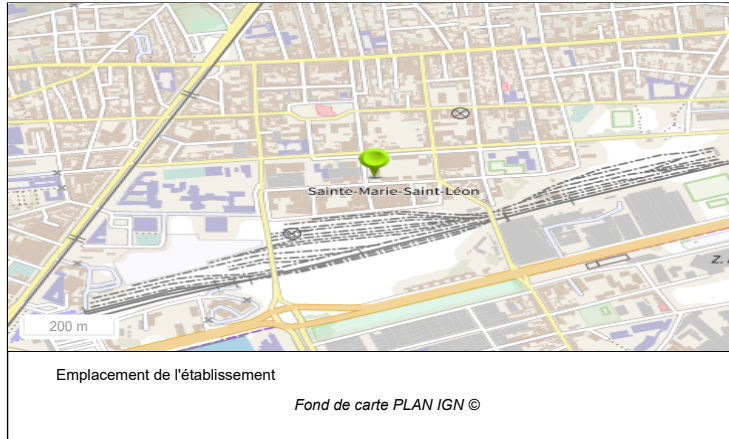 Sainte-Marie-Saint-Léon
Z.
200 m
Emplacement de l'établissement
Fond de carte PLAN IGN ©